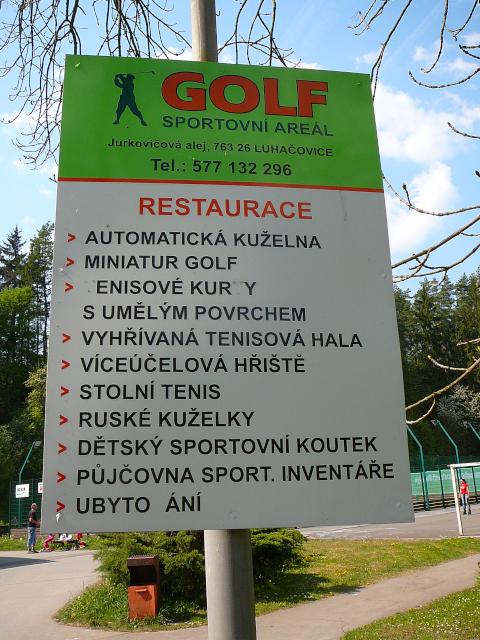 GOLF
SPORTOVNÍ AREÁL
Jurkovičová alej, 763 26 LUHAČOVICE
Tel.: 577 132 296
RESTAURACE
> AUTOMATICKÁ KUŽELNA
> MINIATUR GOLF
> ENISOVÉ KUR Y
S UMĚLÝM POVRCHEM
> VYHŘÍVANÁ TENISOVÁ HALA
> VÍCEÚČELOVÁ HŘIŠTĚ
> STOLNÍ TENIS
> RUSKÉ KUŽELKY
> DĚTSKÝ SPORTOVNÍ KOUTEK
> PŮJČOVNA SPORT. INVENTÁŘE
> UBYTO ÁNÍ